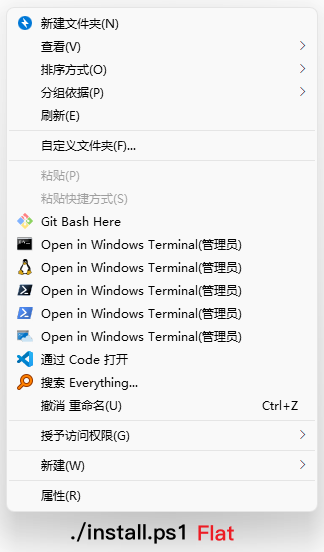 新建文件夹(N)
查看(V)
排序方式(O)
分组依据(P)
刷新(E)
自定义文件夹(F)...
粘贴(P)
粘贴快捷方式(S)
Git Bash Here
Open in Windows Terminal(管理员)
Open in Windows Terminal(管理员)
Open in Windows Terminal(管理员)
Open in Windows Terminal(管理员)
Open in Windows Terminal(管理员)
通过 Code 打开
搜索 Everything...
撤消 重命名(U) Ctrl+Z
授予访问权限(G)
新建(W)
属性(R)
./install.ps1 Flat